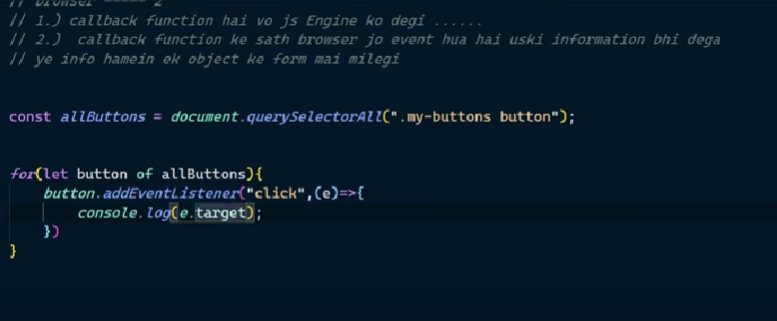 // browser ----- 2
// 1.) callback function hai vo js Engine ko degi ......
// 2.)  callback function ke sath browser jo event hua hai uski information bhi dega
// ye info hamein ek object ke form mai milegi
const allButtons = document.querySelectorAll(".my-buttons button");
for(let button of allButtons){
    button.addEventListener("click",(e)=>{
        console.log(e.target);
    })
}